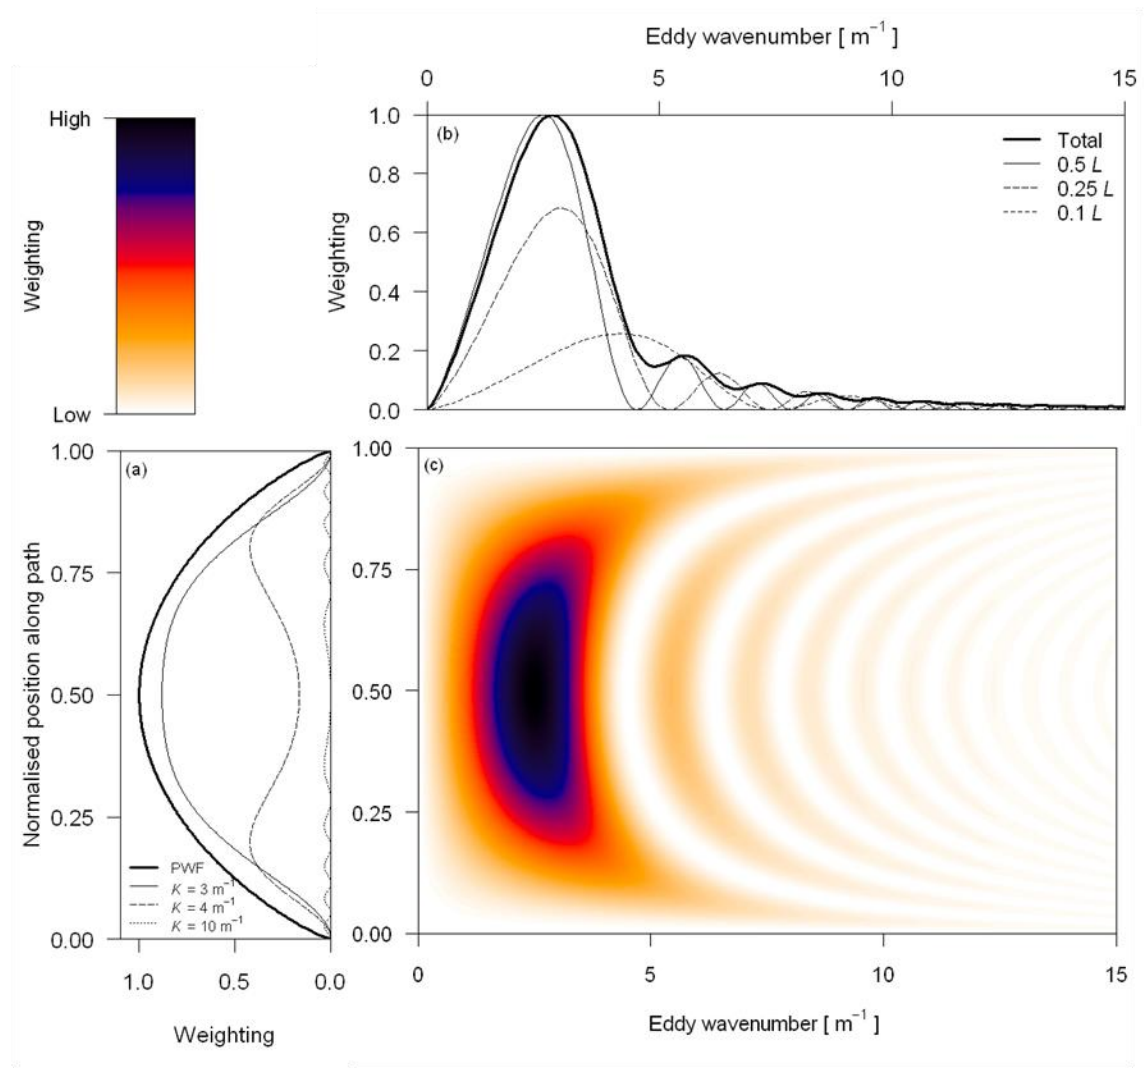 Eddy wavenumber [ m⁻¹ ]
0 5 10 15
High
Low
Weighting
(b)
Weighting
1.0
0.8
0.6
0.4
0.2
0.0
Total
0.5 L
0.25 L
0.1 L
(a)
Normalised position along path
1.00
0.75
0.50
0.25
0.00
PWF
K = 3 m⁻¹
K = 4 m⁻¹
K = 10 m⁻¹
1.0 0.5 0.0
Weighting
(c)
1.00
0.75
0.50
0.25
0.00
0 5 10 15
Eddy wavenumber [ m⁻¹ ]